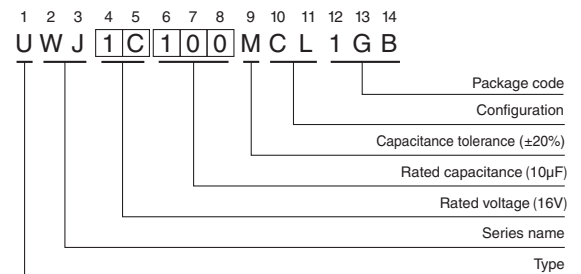 1 2 3 4 5 6 7 8 9 10 11 12 13 14
U W J 1 C 1 0 0 M C L 1 G B
Package code
Configuration
Capacitance tolerance (±20%)
Rated capacitance (10µF)
Rated voltage (16V)
Series name
Type